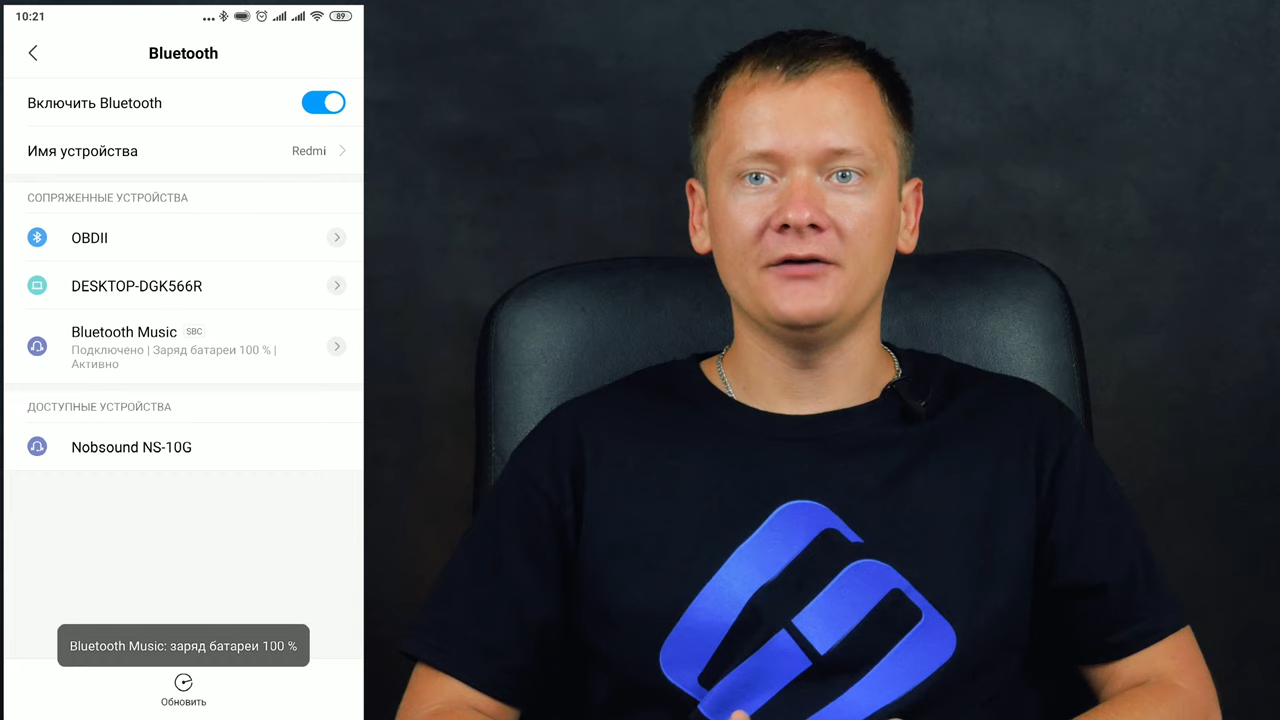 10:21
89
Bluetooth
Включить Bluetooth
Имя устройства
Redmi
СОПРЯЖЕННЫЕ УСТРОЙСТВА
OBDII
DESKTOP-DGK566R
Bluetooth Music SBC
Подключено | Заряд батареи 100 % |
Активно
ДОСТУПНЫЕ УСТРОЙСТВА
Nobsound NS-10G
Bluetooth Music: заряд батареи 100 %
Обновить